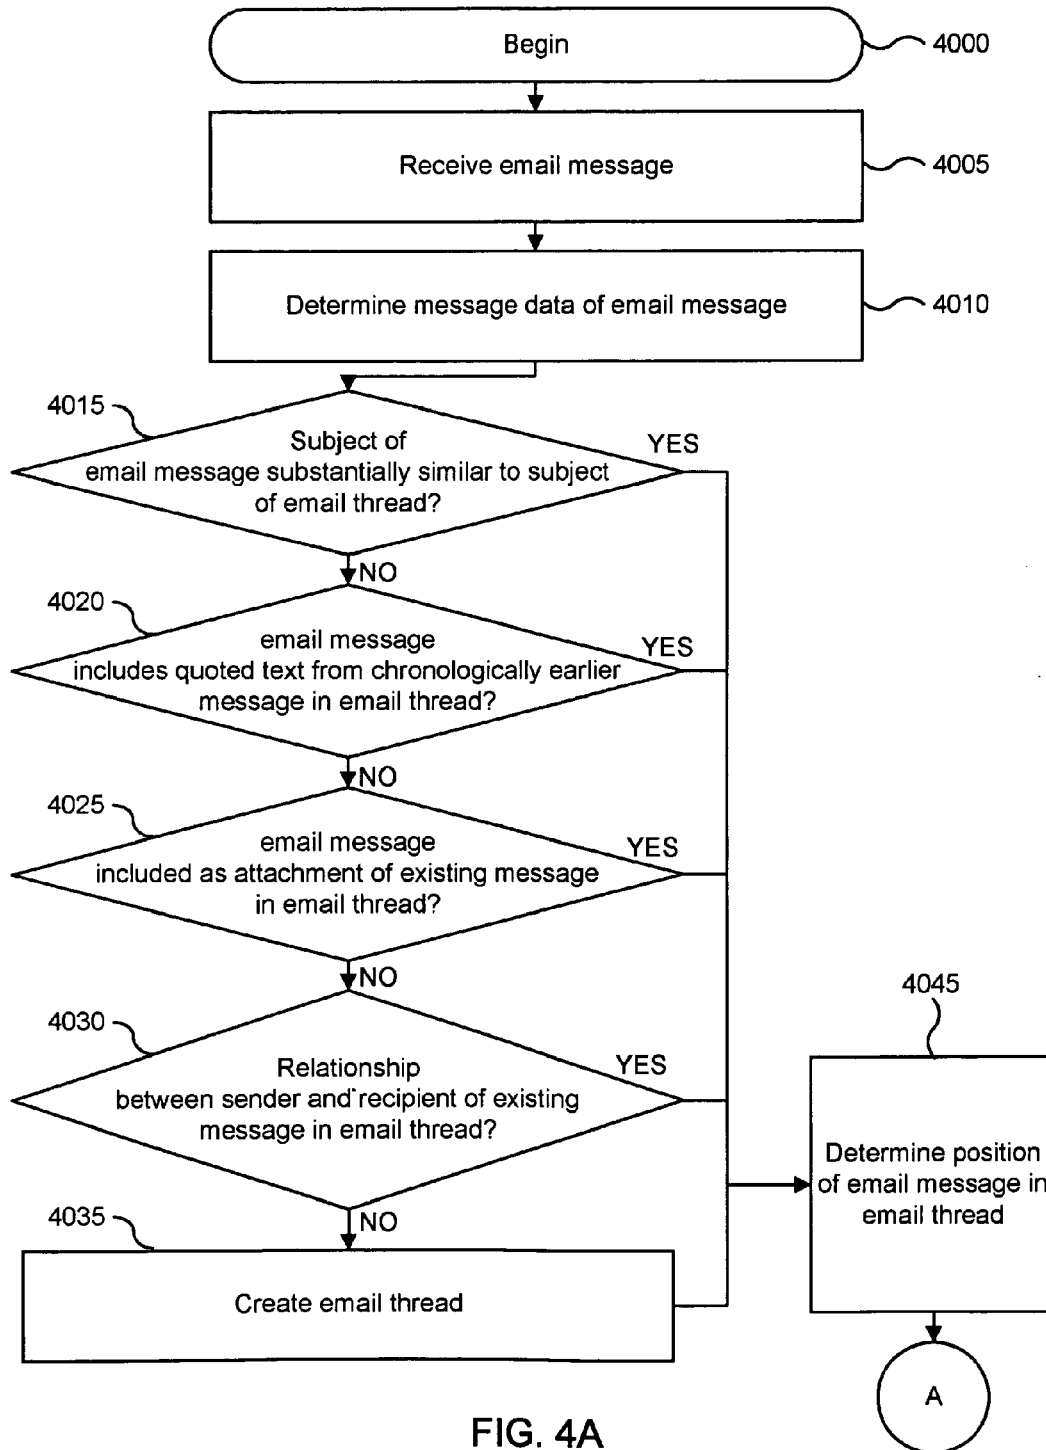 Begin
4000
Receive email message
4005
Determine message data of email message
4010
4015
Subject of
email message substantially similar to subject
of email thread?
YES
NO
4020
email message
includes quoted text from chronologically earlier
message in email thread?
YES
NO
4025
email message
included as attachment of existing message
in email thread?
YES
NO
4030
Relationship
between sender and recipient of existing
message in email thread?
YES
NO
4035
Create email thread
4045
Determine position
of email message in
email thread
A
FIG. 4A